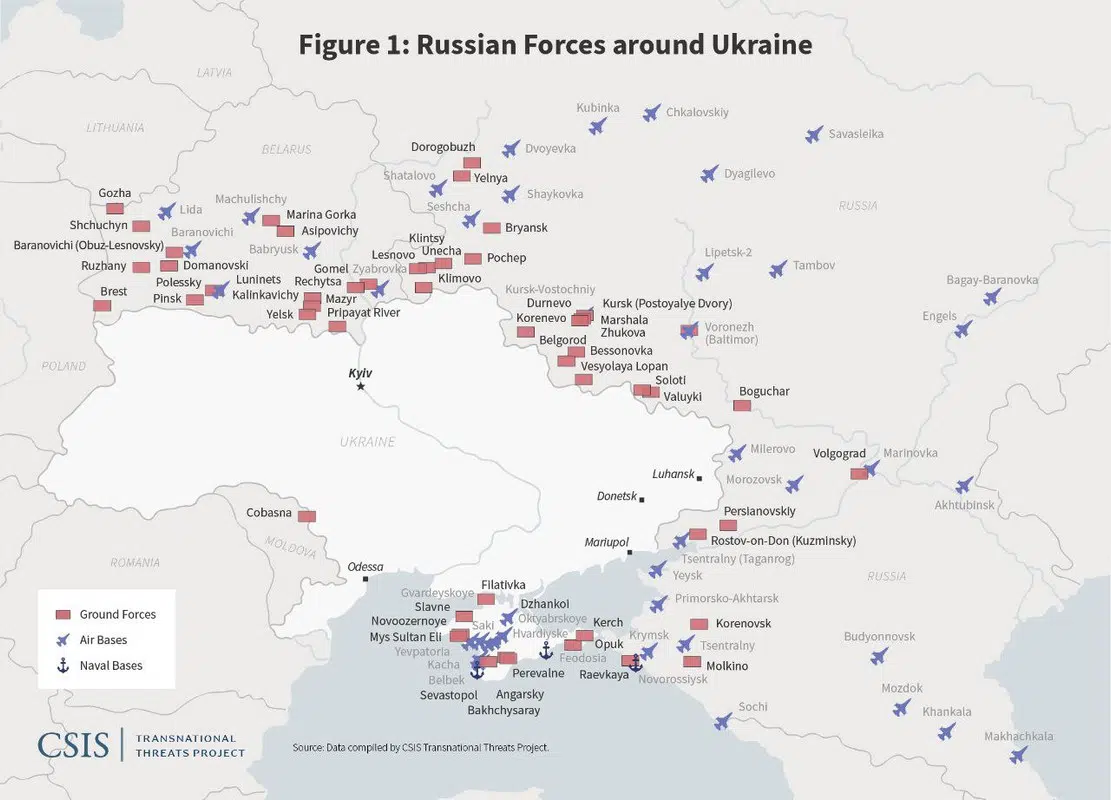 Figure 1: Russian Forces around Ukraine
LATVIA
LITHUANIA
BELARUS
RUSSIA
Kubinka
Chkalovskiy
Savasleika
Dorogobuzh
Dvoyevka
Shatalovo
Yelnya
Dyagilevo
Shaykovka
Seshcha
Bryansk
Gozha
Lida
Machulishchy
Marina Gorka
Shchuchyn
Asipovichy
Baranovichi
Baranovichi (Obuz-Lesnovsky)
Babryusk
Klintsy
Unecha
Lesnovo
Pochep
Ruzhany
Domanovski
Gomel
Zyabrovka
Klimovo
Lipetsk-2
Tambov
Polessky
Luninets
Rechytsa
Brest
Pinsk
Kalinkavichy
Mazyr
Yelsk
Pripayat River
Kursk-Vostochniy
Durnevo
Kursk (Postoyalye Dvory)
Korenevo
Marshala
Zhukova
Voronezh
(Baltimor)
Bagay-Baranovka
Engels
Belgorod
Bessonovka
Vesyolaya Lopan
POLAND
Kyiv
Soloti
Valuyki
Boguchar
UKRAINE
Milerovo
Volgograd
Marinovka
Luhansk
Morozovsk
Akhtubinsk
Donetsk
Cobasna
Persianovskiy
MOLDOVA
Mariupol
Rostov-on-Don (Kuzminsky)
ROMANIA
Odessa
Tsentralny (Taganrog)
Yeysk
RUSSIA
Gvardeyskoye
Filativka
Slavne
Dzhankoi
Primorsko-Akhtarsk
Novoozernoye
Saki
Oktyabrskoye
Kerch
Korenovsk
Mys Sultan Eli
Hvardiyske
Opuk
Krymsk
Tsentralny
Budyonnovsk
Yevpatoria
Kacha
Feodosia
Belbek
Perevalne
Raevkaya
Novorossiysk
Molkino
Sevastopol
Angarsky
Bakhchysaray
Sochi
Mozdok
Khankala
Makhachkala
Ground Forces
Air Bases
Naval Bases
CSIS
TRANSNATIONAL
THREATS PROJECT
Source: Data compiled by CSIS Transnational Threats Project.